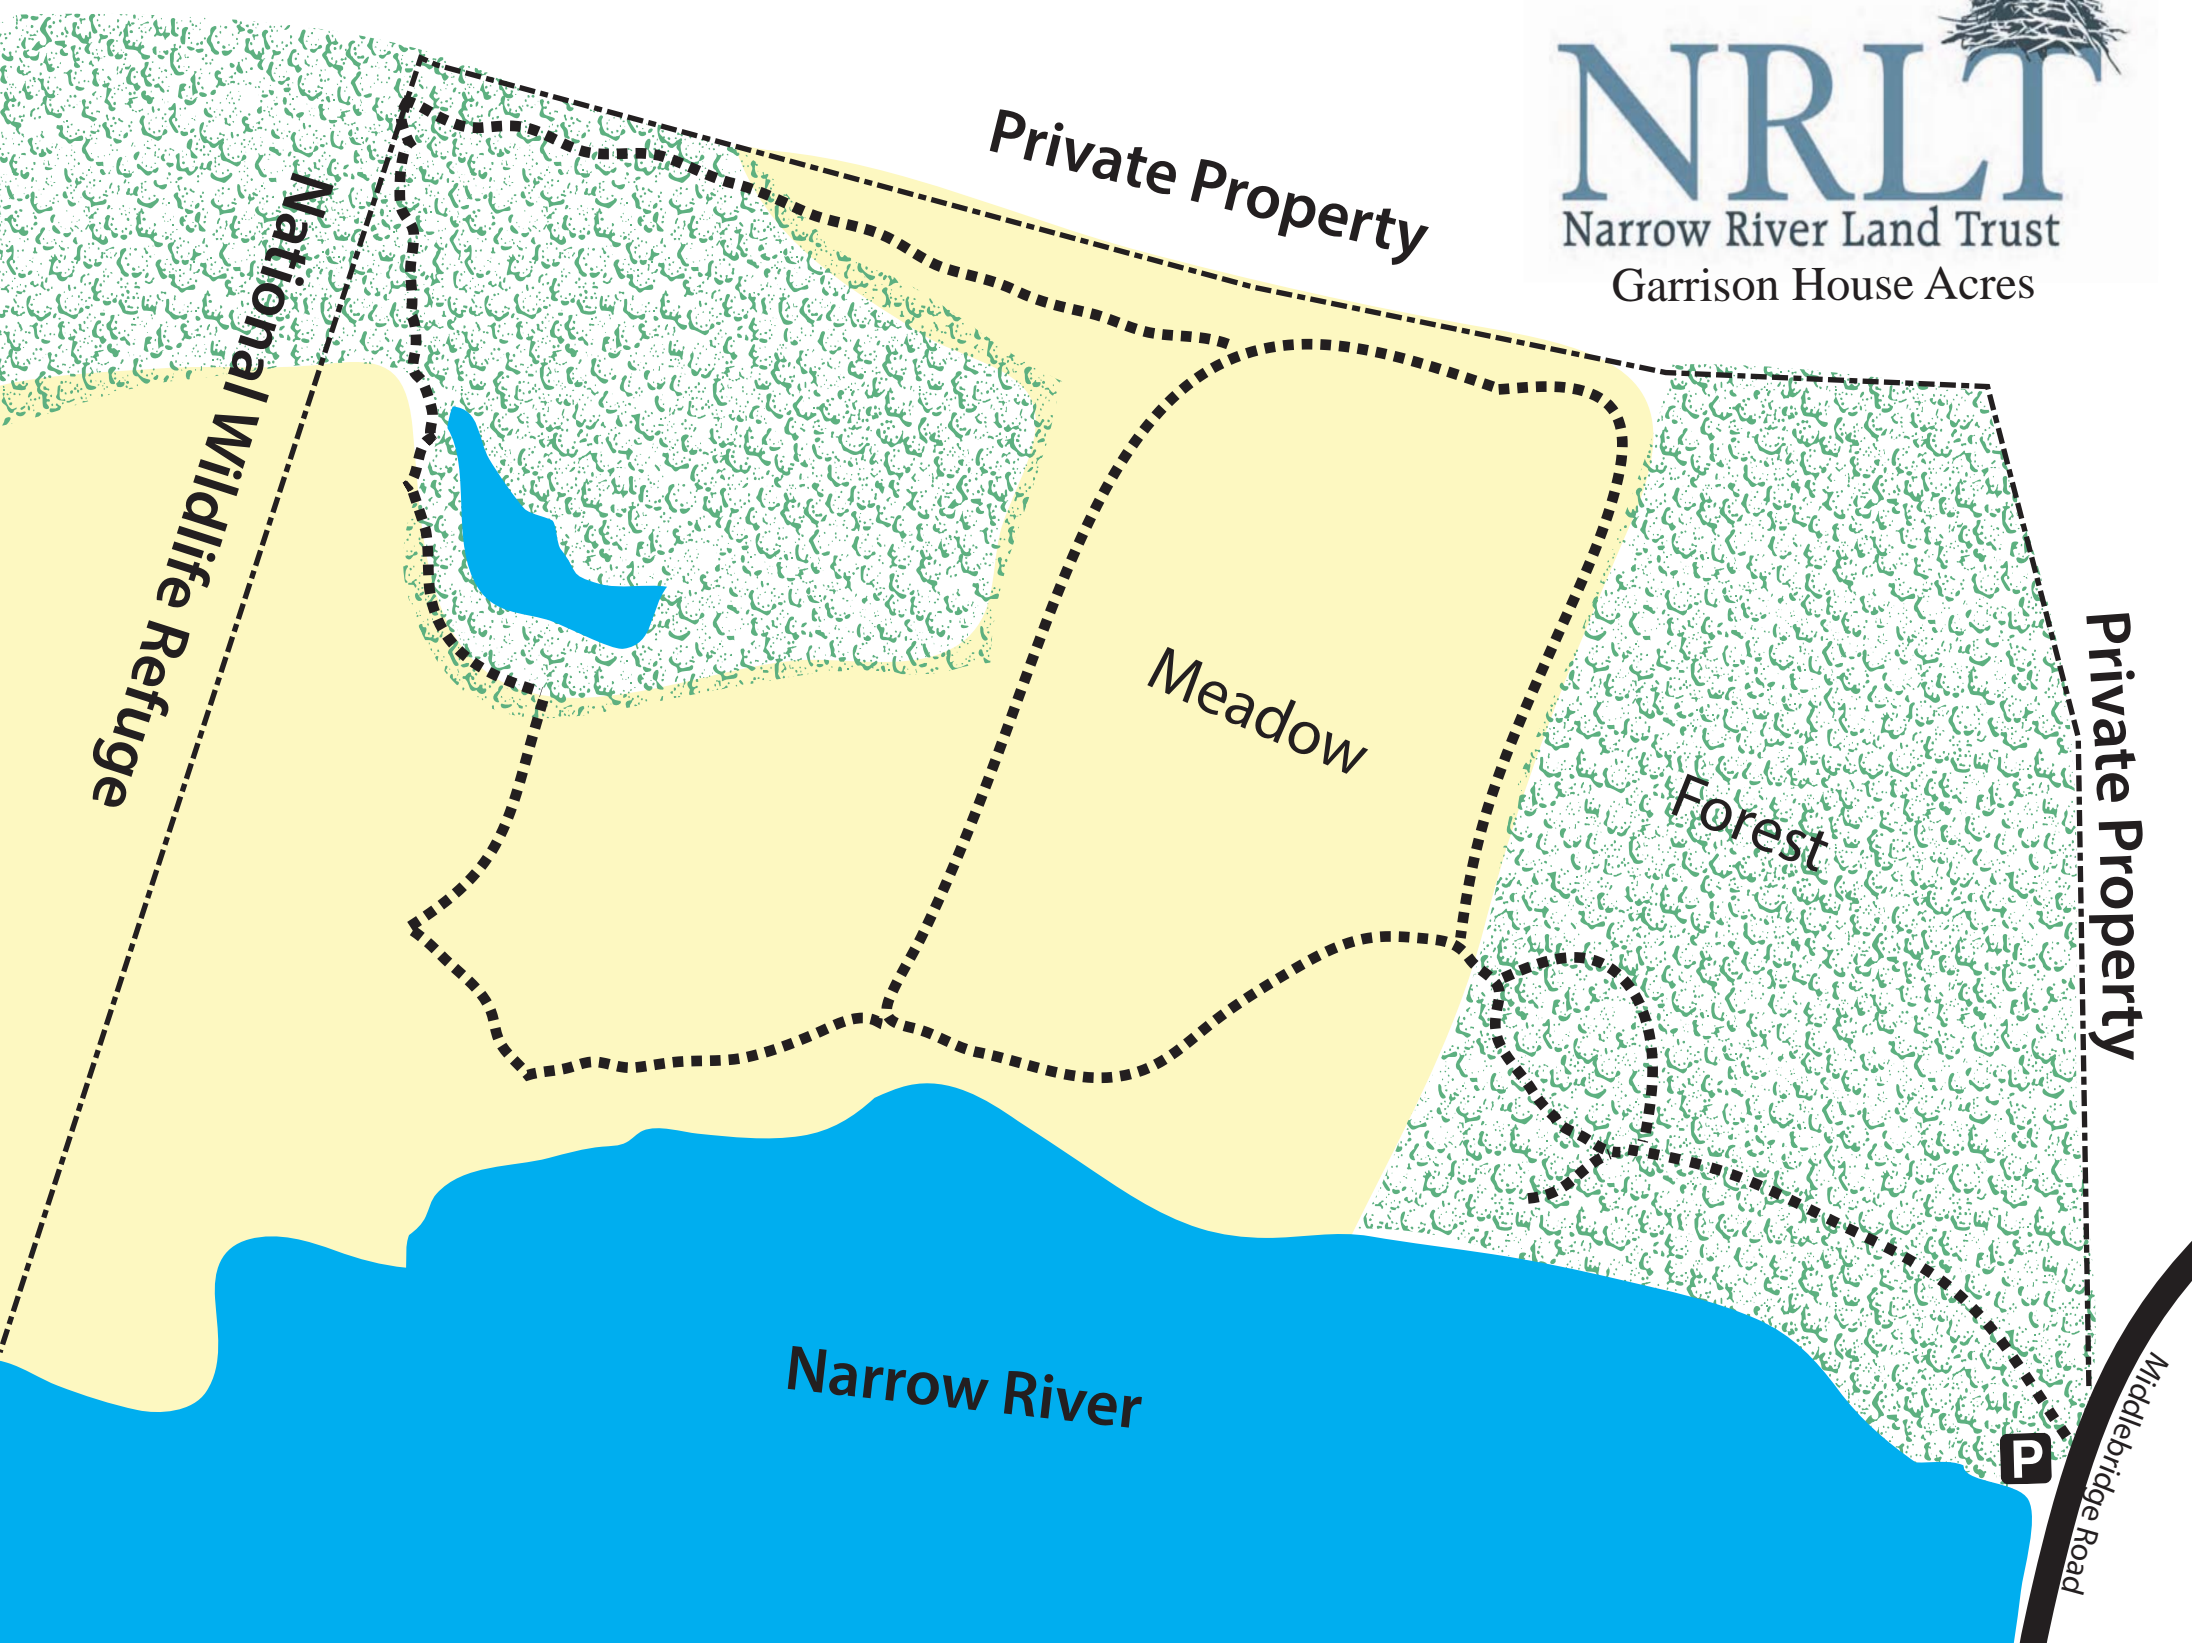 NRLT
Narrow River Land Trust
Garrison House Acres
Private Property
National Wildlife Refuge
Meadow
Forest
Private Property
Narrow River
P
Middlebridge Road